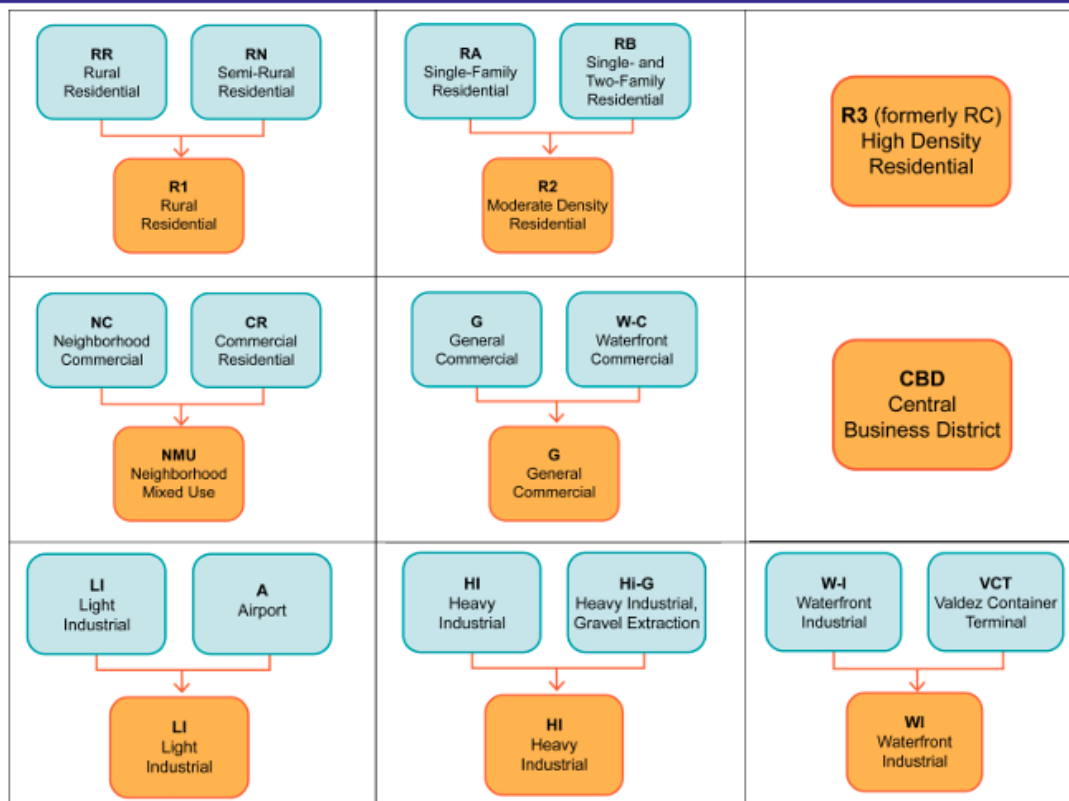 RR
Rural
Residential
RN
Semi-Rural
Residential
R1
Rural
Residential
RA
Single-Family
Residential
RB
Single- and
Two-Family
Residential
R2
Moderate Density
Residential
R3 (formerly RC)
High Density
Residential
NC
Neighborhood
Commercial
CR
Commercial
Residential
NMU
Neighborhood
Mixed Use
G
General
Commercial
W-C
Waterfront
Commercial
G
General
Commercial
CBD
Central
Business District
LI
Light
Industrial
A
Airport
LI
Light
Industrial
HI
Heavy
Industrial
Hi-G
Heavy Industrial,
Gravel Extraction
HI
Heavy
Industrial
W-I
Waterfront
Industrial
VCT
Valdez Container
Terminal
WI
Waterfront
Industrial